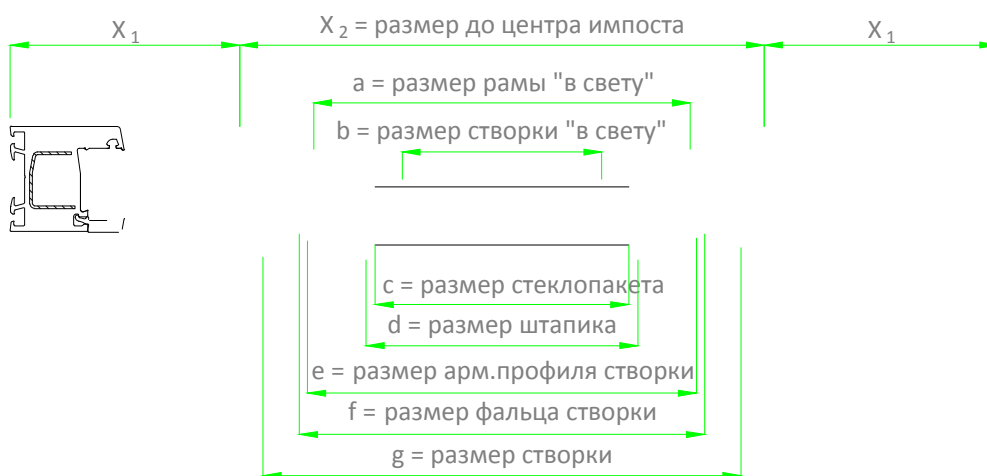 X 1 X 2 = размер до центра импоста X 1
a = размер рамы "в свету"
b = размер створки "в свету"
c = размер стеклопакета
d = размер штапика
e = размер арм.профиля створки
f = размер фальца створки
g = размер створки